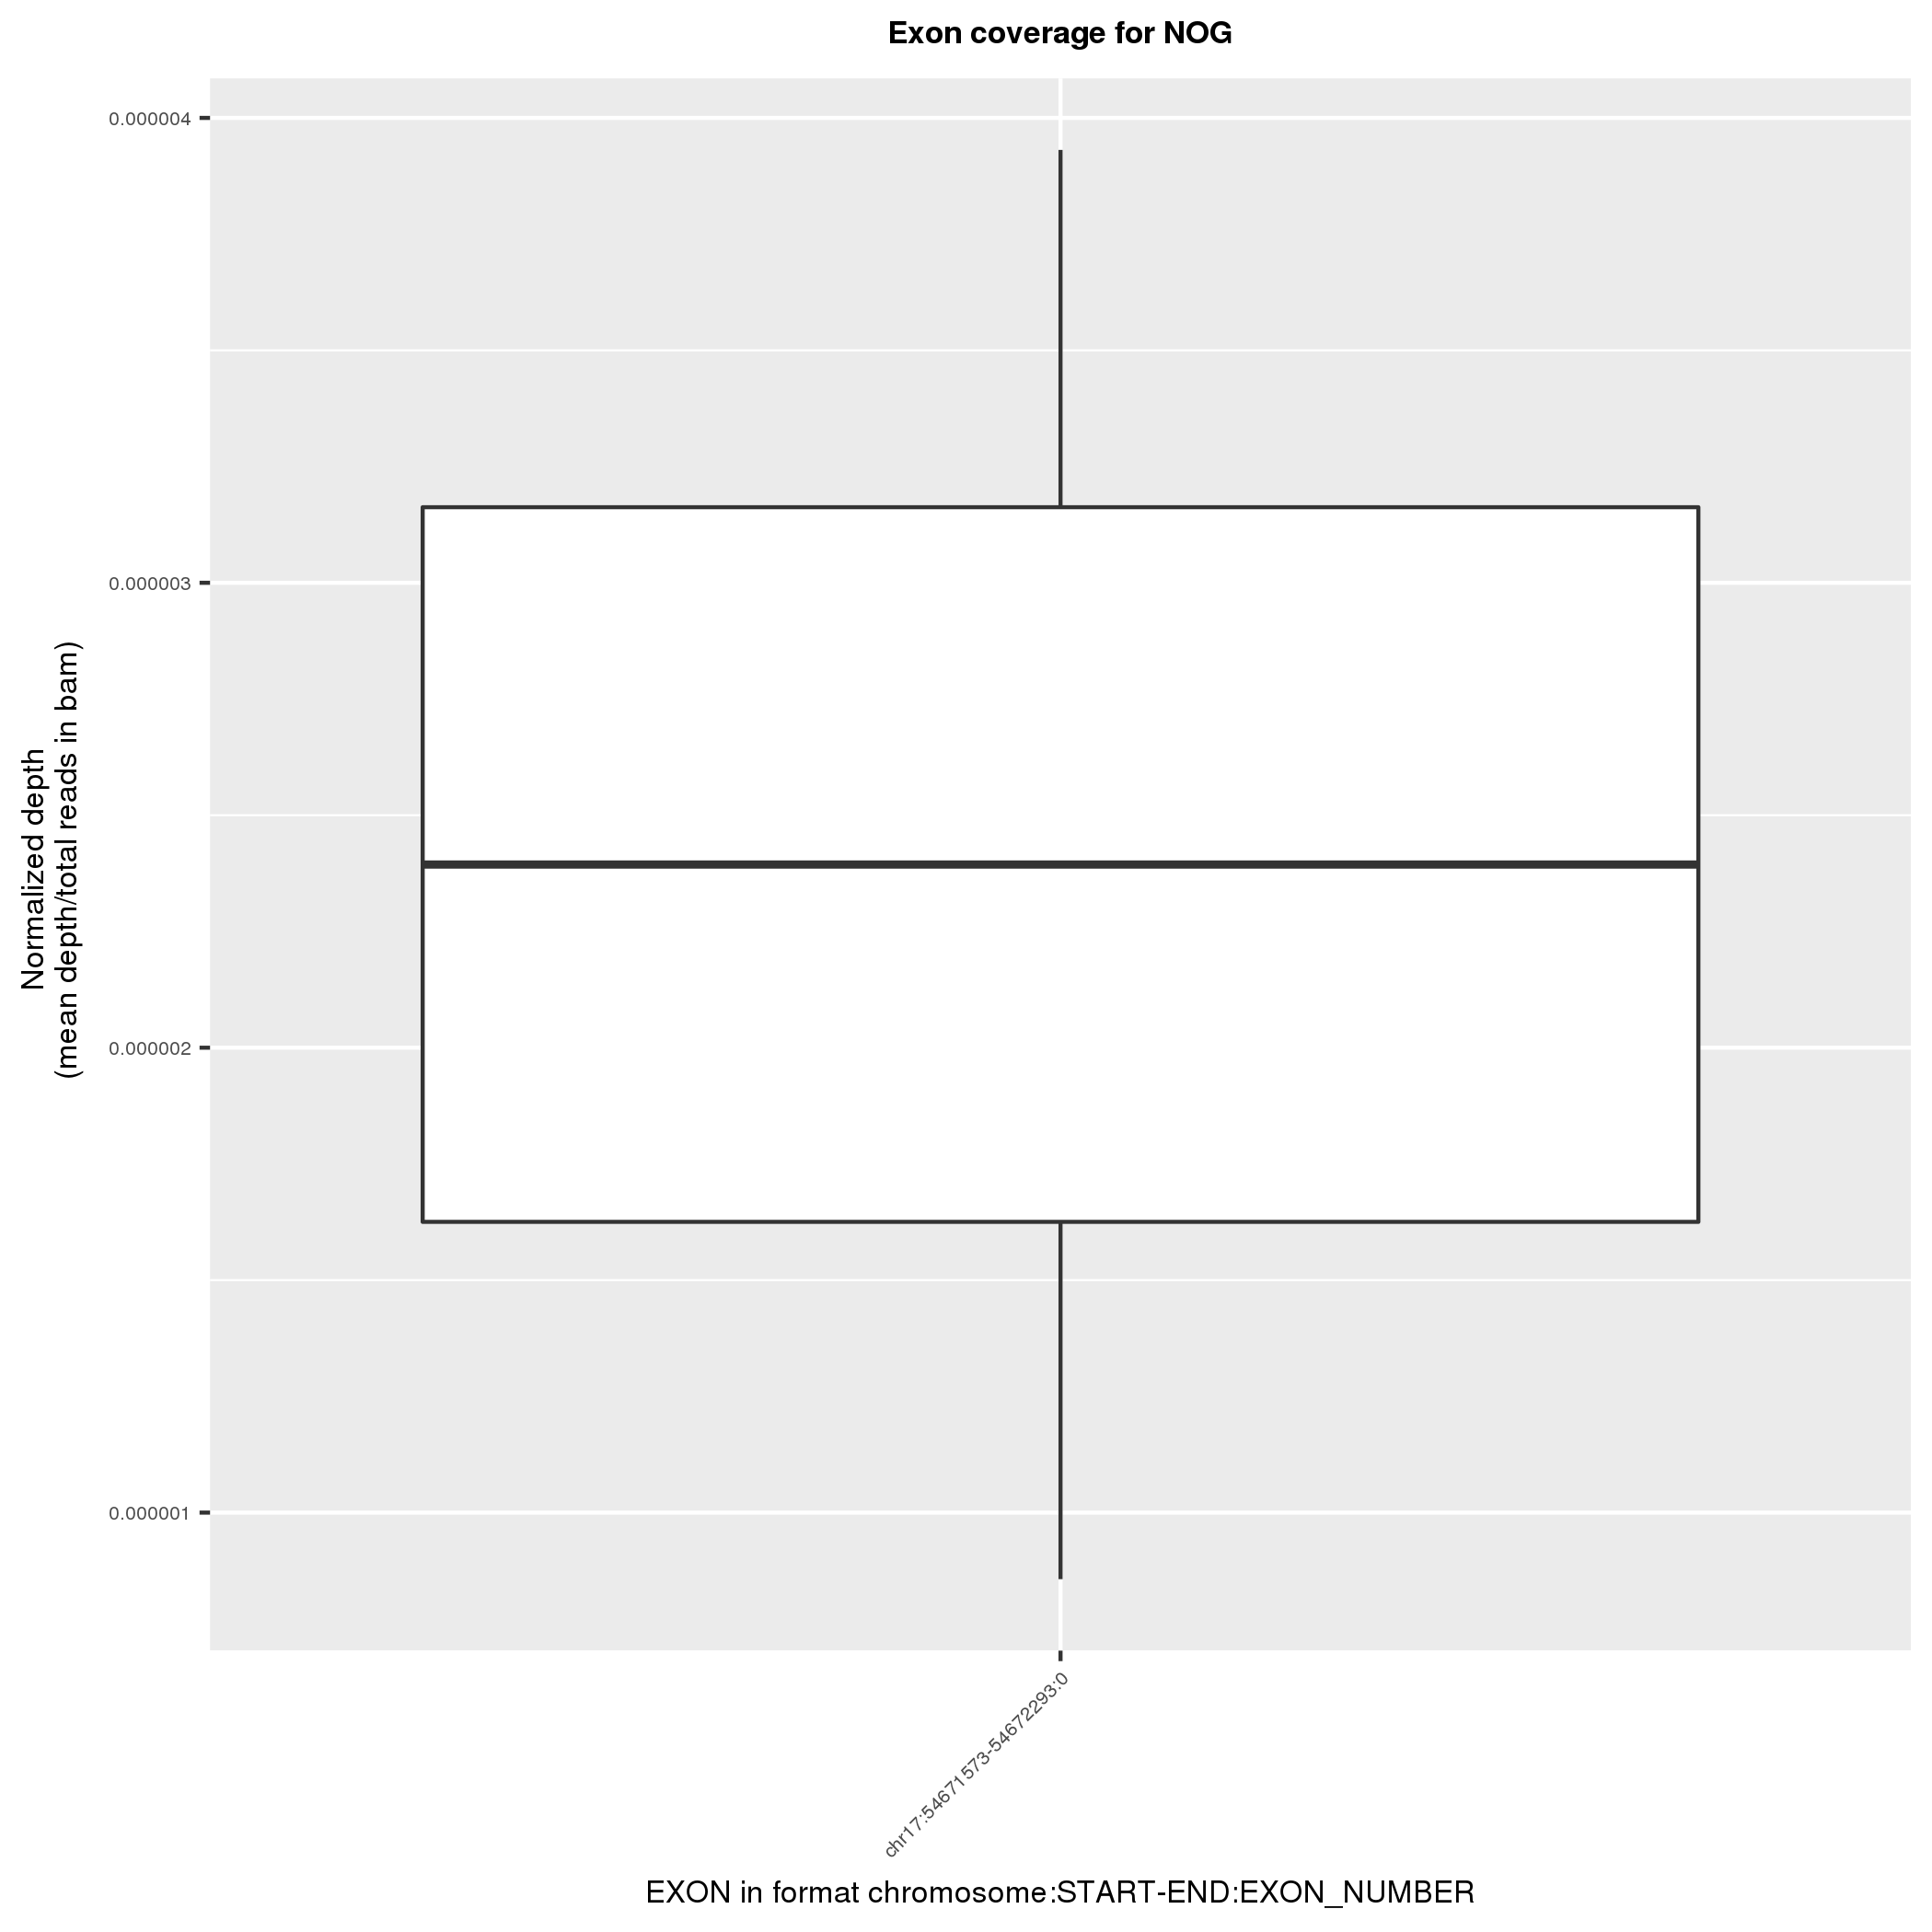 Exon coverage for NOG
Normalized depth
(mean depth/total reads in bam)
0.000004
0.000003
0.000002
0.000001
chr17:54671573-54672293:0
EXON in format chromosome:START-END:EXON_NUMBER